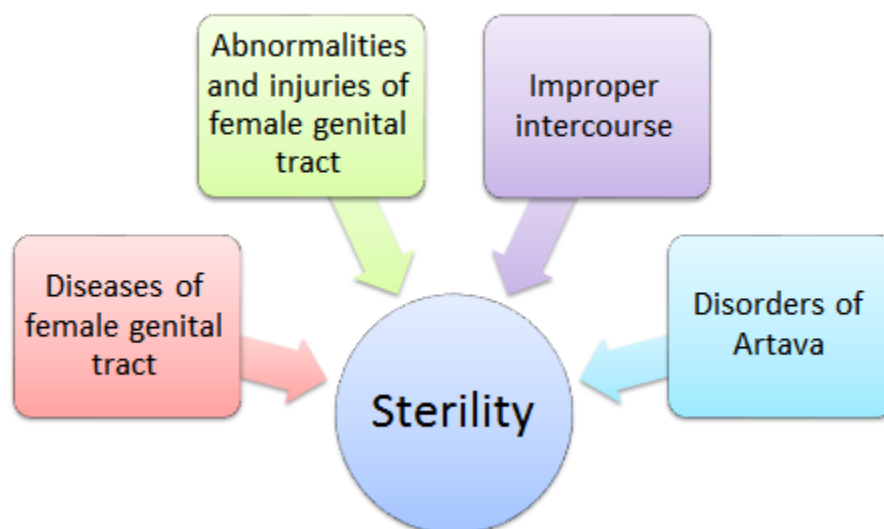 Abnormalities
and injuries of
female genital
tract
Improper
intercourse
Diseases of
female genital
tract
Disorders of
Artava
Sterility